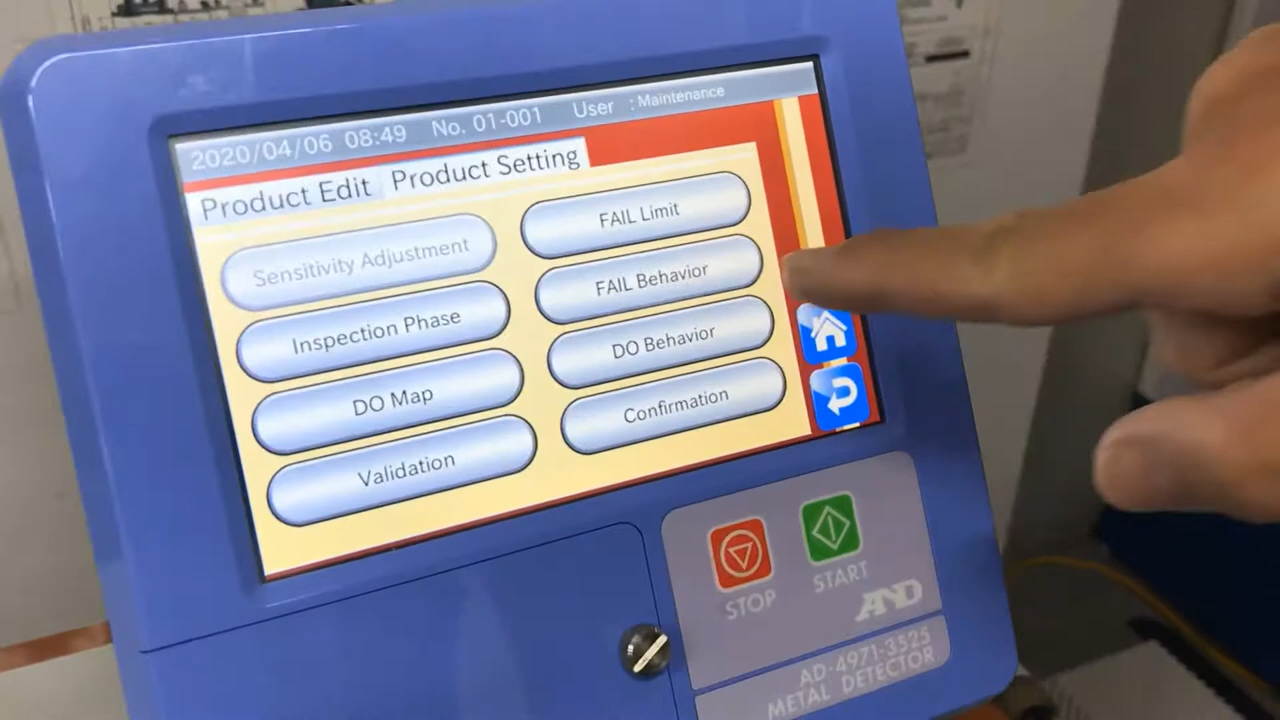 2020/04/06 08:49 No. 01-001 User : Maintenance
Product Edit Product Setting
Sensitivity Adjustment
FAIL Limit
Inspection Phase
FAIL Behavior
DO Map
DO Behavior
Validation
Confirmation
STOP
START
AND
AD-4971-3525
METAL DETECTOR